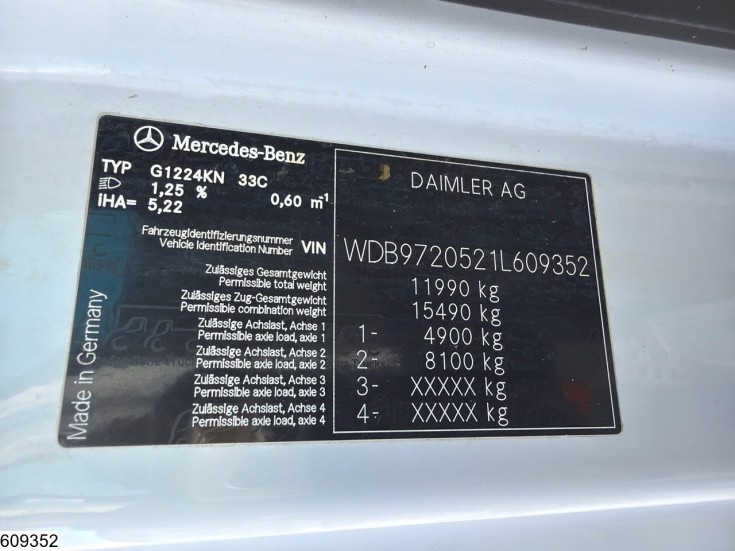 Mercedes-Benz
TYP G1224KN 33C
1,25 % 0,60 m⁻¹
IHA= 5,22
DAIMLER AG
Fahrzeugidentifizierungsnummer
Vehicle Identification Number VIN
WDB9720521L609352
Zulässiges Gesamtgewicht
Permissible total weight
11990 kg
Zulässiges Zug-Gesamtgewicht
Permissible combination weight
15490 kg
Zulässige Achslast, Achse 1
Permissible axle load, axle 1
1- 4900 kg
Zulässige Achslast, Achse 2
Permissible axle load, axle 2
2- 8100 kg
Zulässige Achslast, Achse 3
Permissible axle load, axle 3
3- XXXXX kg
Zulässige Achslast, Achse 4
Permissible axle load, axle 4
4- XXXXX kg
Made in Germany
609352